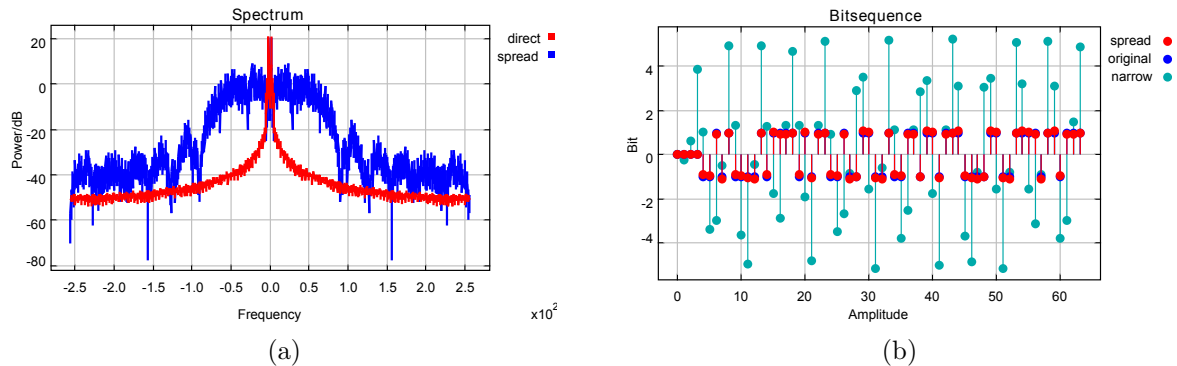 Spectrum
direct
spread
Power/dB
20
0
-20
-40
-60
-80
-2.5 -2.0 -1.5 -1.0 -0.5 0.0 0.5 1.0 1.5 2.0 2.5
Frequency
x10²
(a)
Bitsequence
spread
original
narrow
Bit
4
2
0
-2
-4
0 10 20 30 40 50 60
Amplitude
(b)